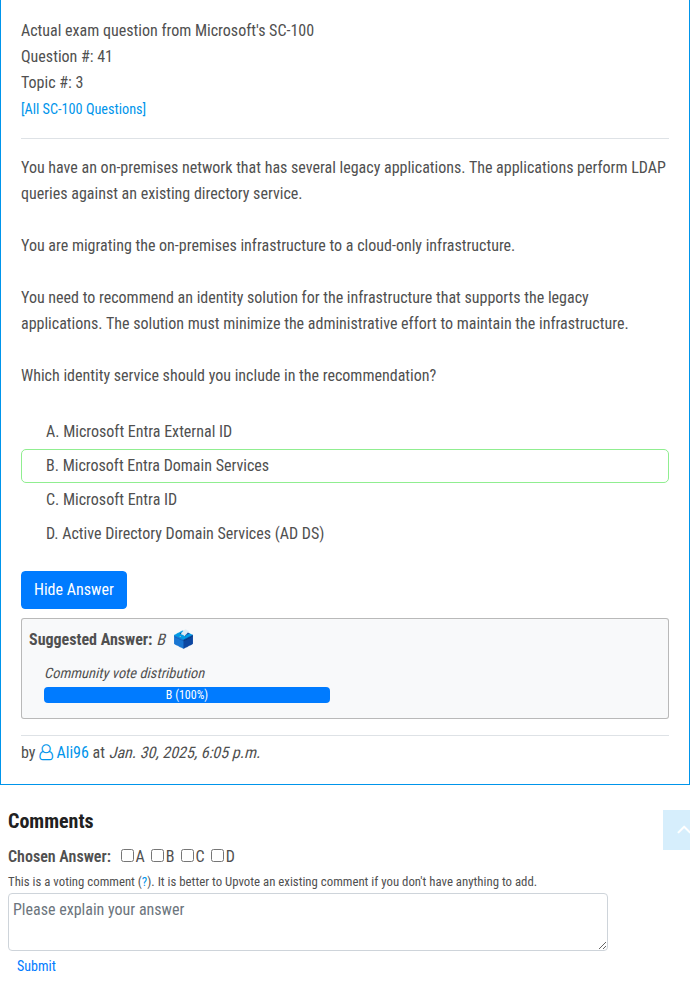 Actual exam question from Microsoft's SC-100
Question #: 41
Topic #: 3
[All SC-100 Questions]
You have an on-premises network that has several legacy applications. The applications perform LDAP
queries against an existing directory service.
You are migrating the on-premises infrastructure to a cloud-only infrastructure.
You need to recommend an identity solution for the infrastructure that supports the legacy
applications. The solution must minimize the administrative effort to maintain the infrastructure.
Which identity service should you include in the recommendation?
A. Microsoft Entra External ID
B. Microsoft Entra Domain Services
C. Microsoft Entra ID
D. Active Directory Domain Services (AD DS)
Hide Answer
Suggested Answer: B
Community vote distribution
B (100%)
by Ali96 at Jan. 30, 2025, 6:05 p.m.
Comments
Chosen Answer: A B C D
This is a voting comment (?). It is better to Upvote an existing comment if you don't have anything to add.
Please explain your answer
Submit